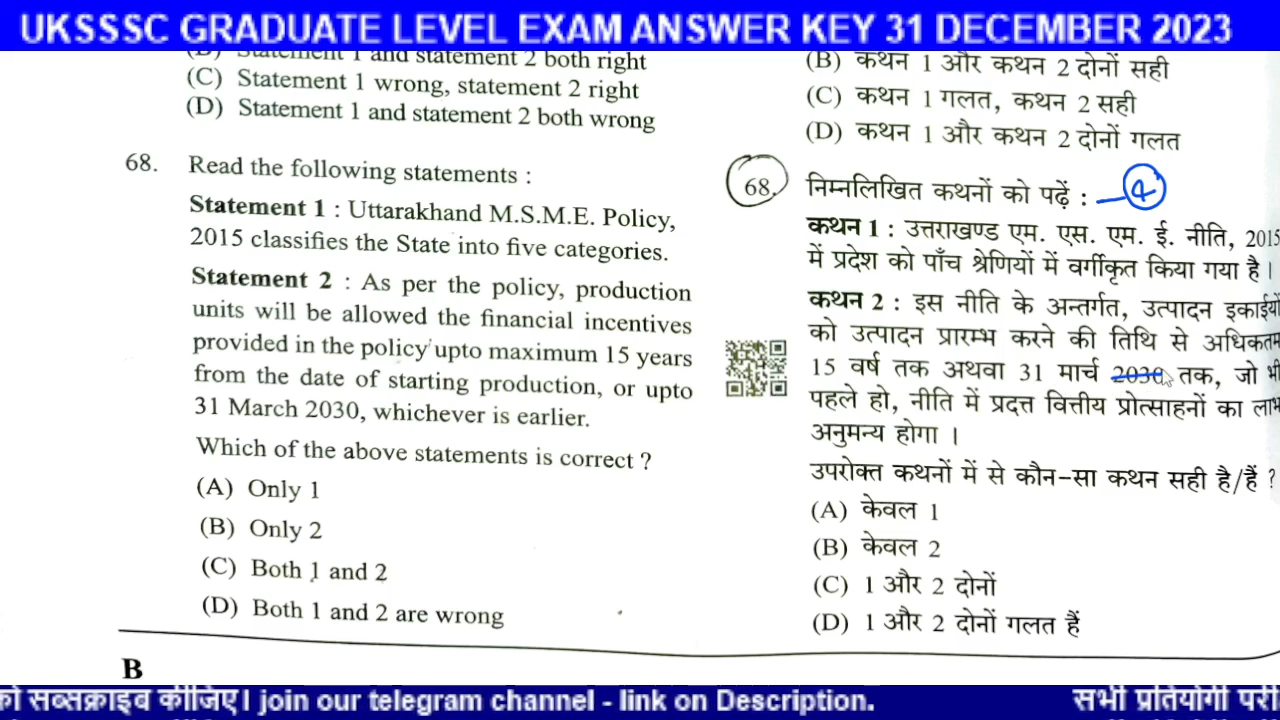 UKSSSC GRADUATE LEVEL EXAM ANSWER KEY 31 DECEMBER 2023
(B) Statement 1 and statement 2 both right
(C) Statement 1 wrong, statement 2 right
(D) Statement 1 and statement 2 both wrong
68. Read the following statements :
Statement 1 : Uttarakhand M.S.M.E. Policy,
2015 classifies the State into five categories.
Statement 2 : As per the policy, production
units will be allowed the financial incentives
provided in the policy upto maximum 15 years
from the date of starting production, or upto
31 March 2030, whichever is earlier.
Which of the above statements is correct ?
(A) Only 1
(B) Only 2
(C) Both 1 and 2
(D) Both 1 and 2 are wrong
B
(B) कथन 1 और कथन 2 दोनों सही
(C) कथन 1 गलत, कथन 2 सही
(D) कथन 1 और कथन 2 दोनों गलत
68. निम्नलिखित कथनों को पढ़ें :
कथन 1 : उत्तराखण्ड एम. एस. एम. ई. नीति, 2015
में प्रदेश को पाँच श्रेणियों में वर्गीकृत किया गया है।
कथन 2 : इस नीति के अन्तर्गत, उत्पादन इकाईयों
को उत्पादन प्रारम्भ करने की तिथि से अधिकतम
15 वर्ष तक अथवा 31 मार्च 2030 तक, जो भी
पहले हो, नीति में प्रदत्त वित्तीय प्रोत्साहनों का लाभ
अनुमन्य होगा ।
उपरोक्त कथनों में से कौन-सा कथन सही है/हैं ?
(A) केवल 1
(B) केवल 2
(C) 1 और 2 दोनों
(D) 1 और 2 दोनों गलत हैं
को सब्सक्राइब कीजिए। join our telegram channel - link on Description. सभी प्रतियोगी